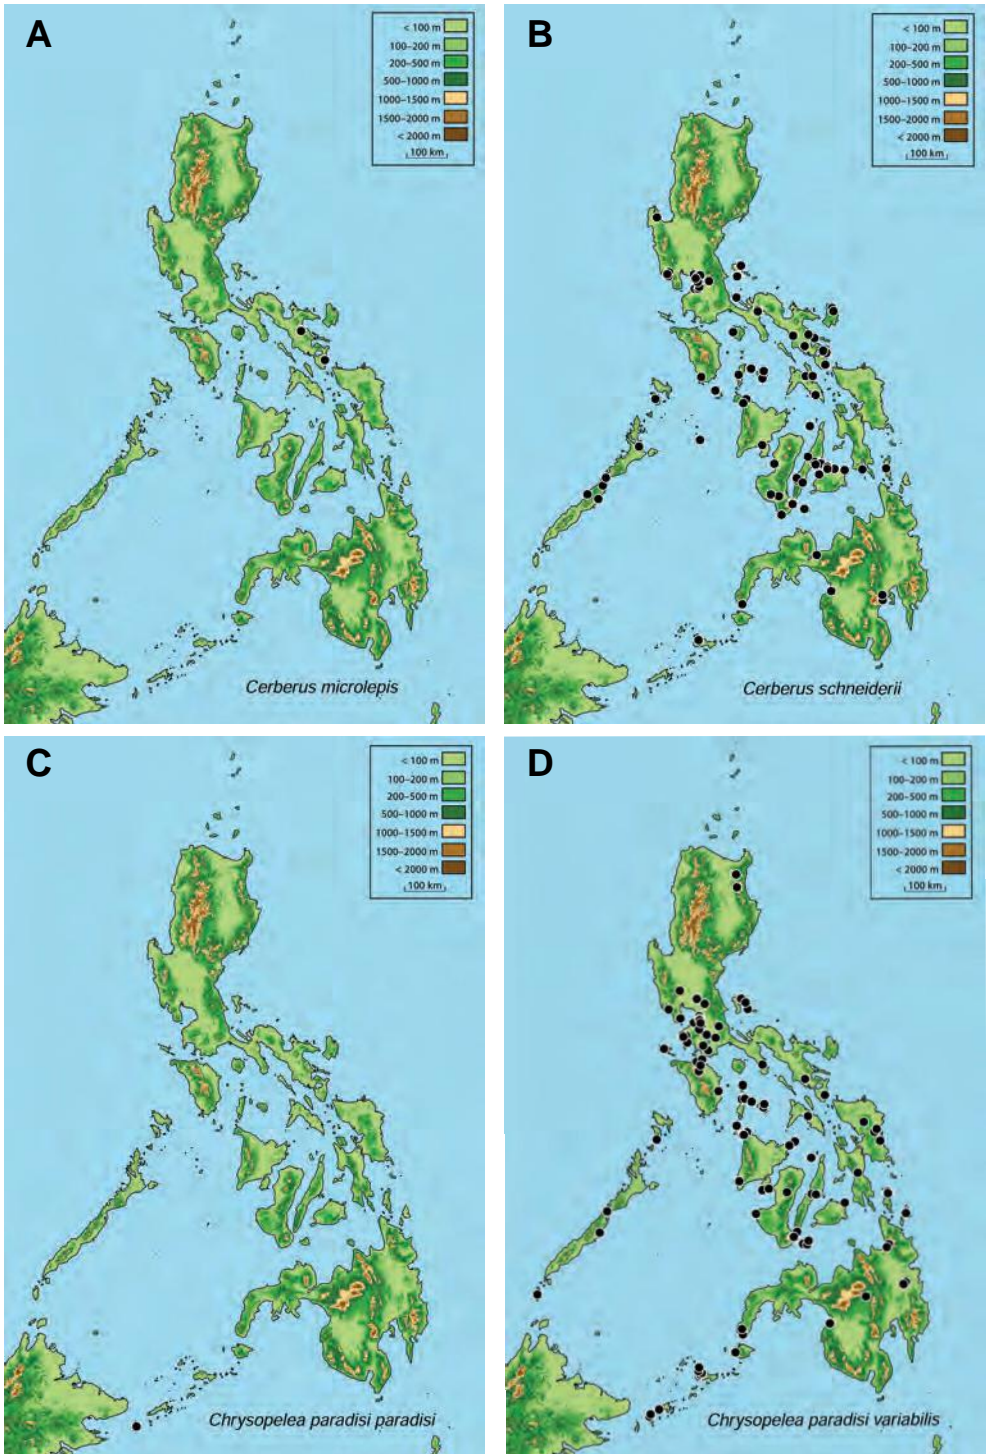 A
< 100 m
100–200 m
200–500 m
500–1000 m
1000–1500 m
1500–2000 m
< 2000 m
100 km
Cerberus microlepis
B
< 100 m
100–200 m
200–500 m
500–1000 m
1000–1500 m
1500–2000 m
< 2000 m
100 km
Cerberus schneiderii
C
< 100 m
100–200 m
200–500 m
500–1000 m
1000–1500 m
1500–2000 m
< 2000 m
100 km
Chrysopelea paradisi paradisi
D
< 100 m
100–200 m
200–500 m
500–1000 m
1000–1500 m
1500–2000 m
< 2000 m
100 km
Chrysopelea paradisi variabilis